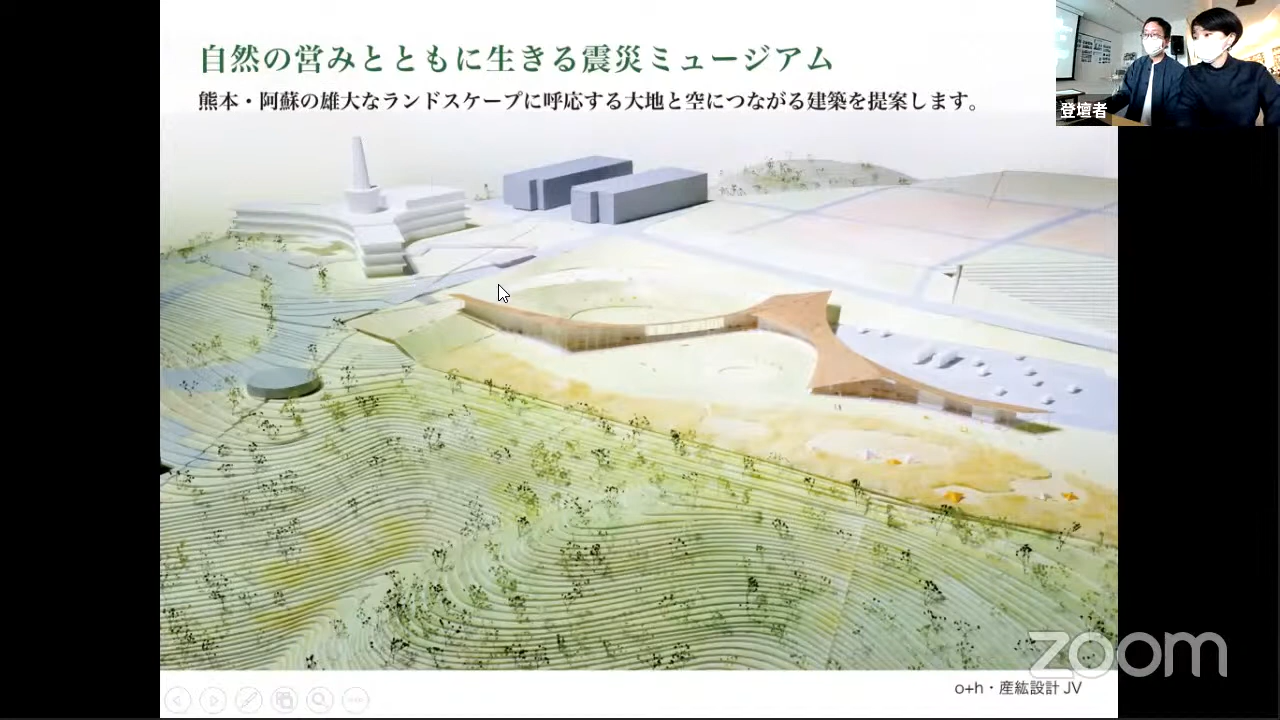 自然の営みとともに生きる震災ミュージアム
熊本・阿蘇の雄大なランドスケープに呼応する大地と空につながる建築を提案します。
登壇者
zoom
o+h・産紘設計 JV